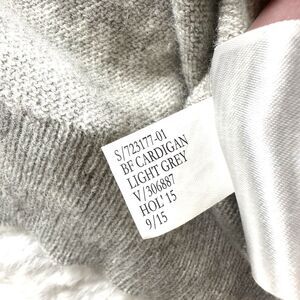 S/723177-01
BF CARDIGAN
LIGHT GREY
V/306887
HOL' 15
9/15